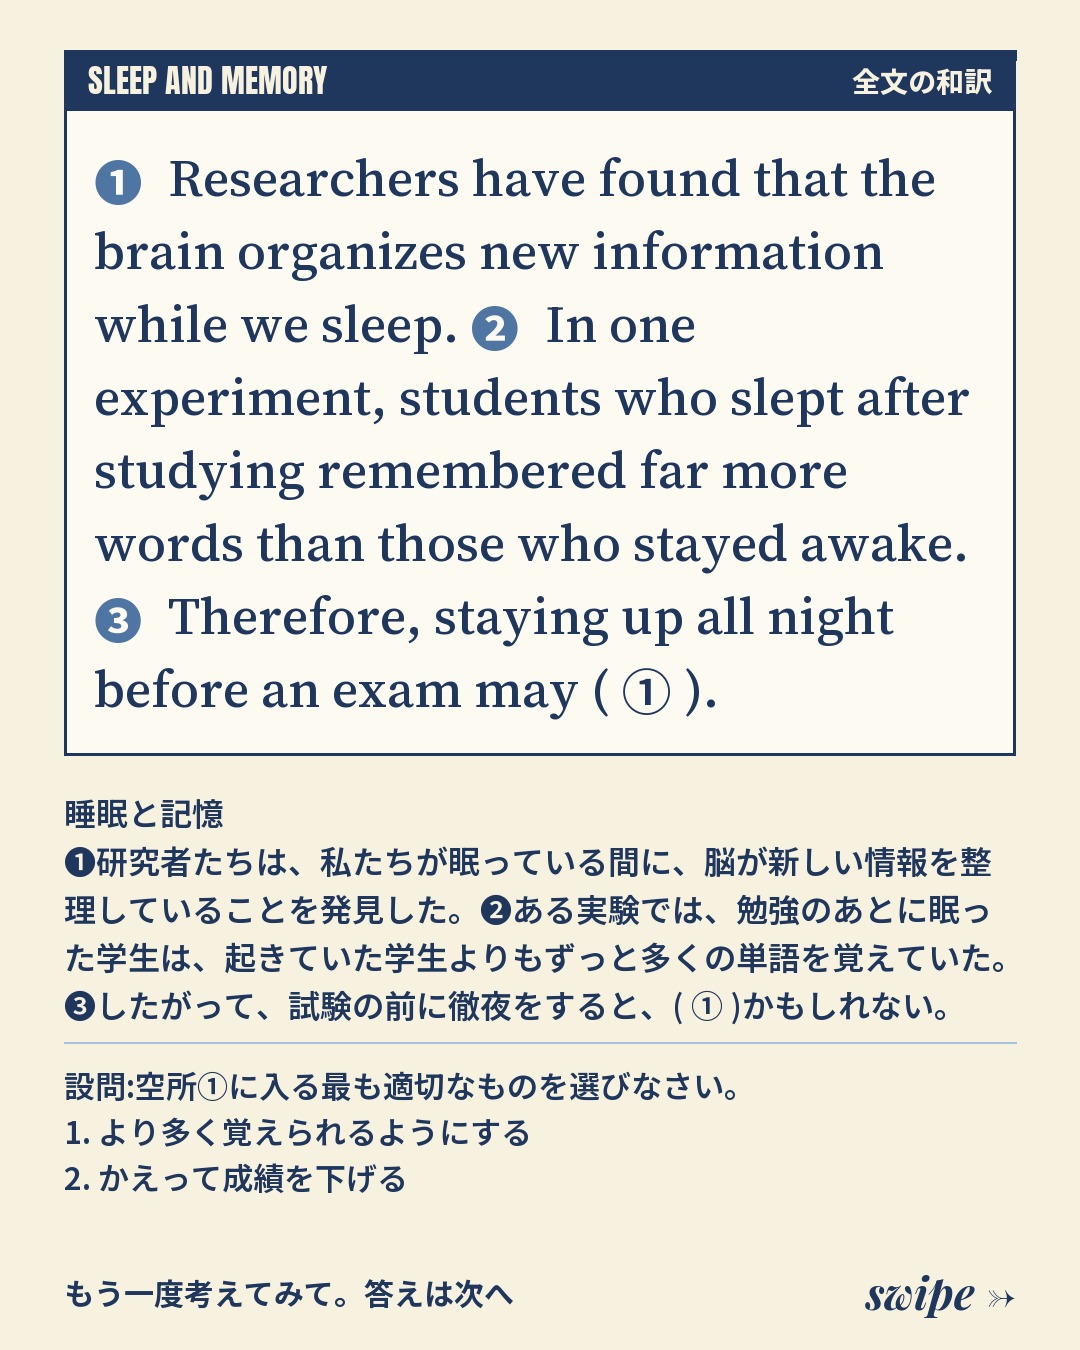 SLEEP AND MEMORY 全文の和訳
❶ Researchers have found that the
brain organizes new information
while we sleep. ❷ In one
experiment, students who slept after
studying remembered far more
words than those who stayed awake.
❸ Therefore, staying up all night
before an exam may ( ① ).
睡眠と記憶
❶研究者たちは、私たちが眠っている間に、脳が新しい情報を整
理していることを発見した。❷ある実験では、勉強のあとに眠っ
た学生は、起きていた学生よりもずっと多くの単語を覚えていた。
❸したがって、試験の前に徹夜をすると、( ① )かもしれない。
設問:空所①に入る最も適切なものを選びなさい。
1. より多く覚えられるようにする
2. かえって成績を下げる
もう一度考えてみて。答えは次へ
swipe